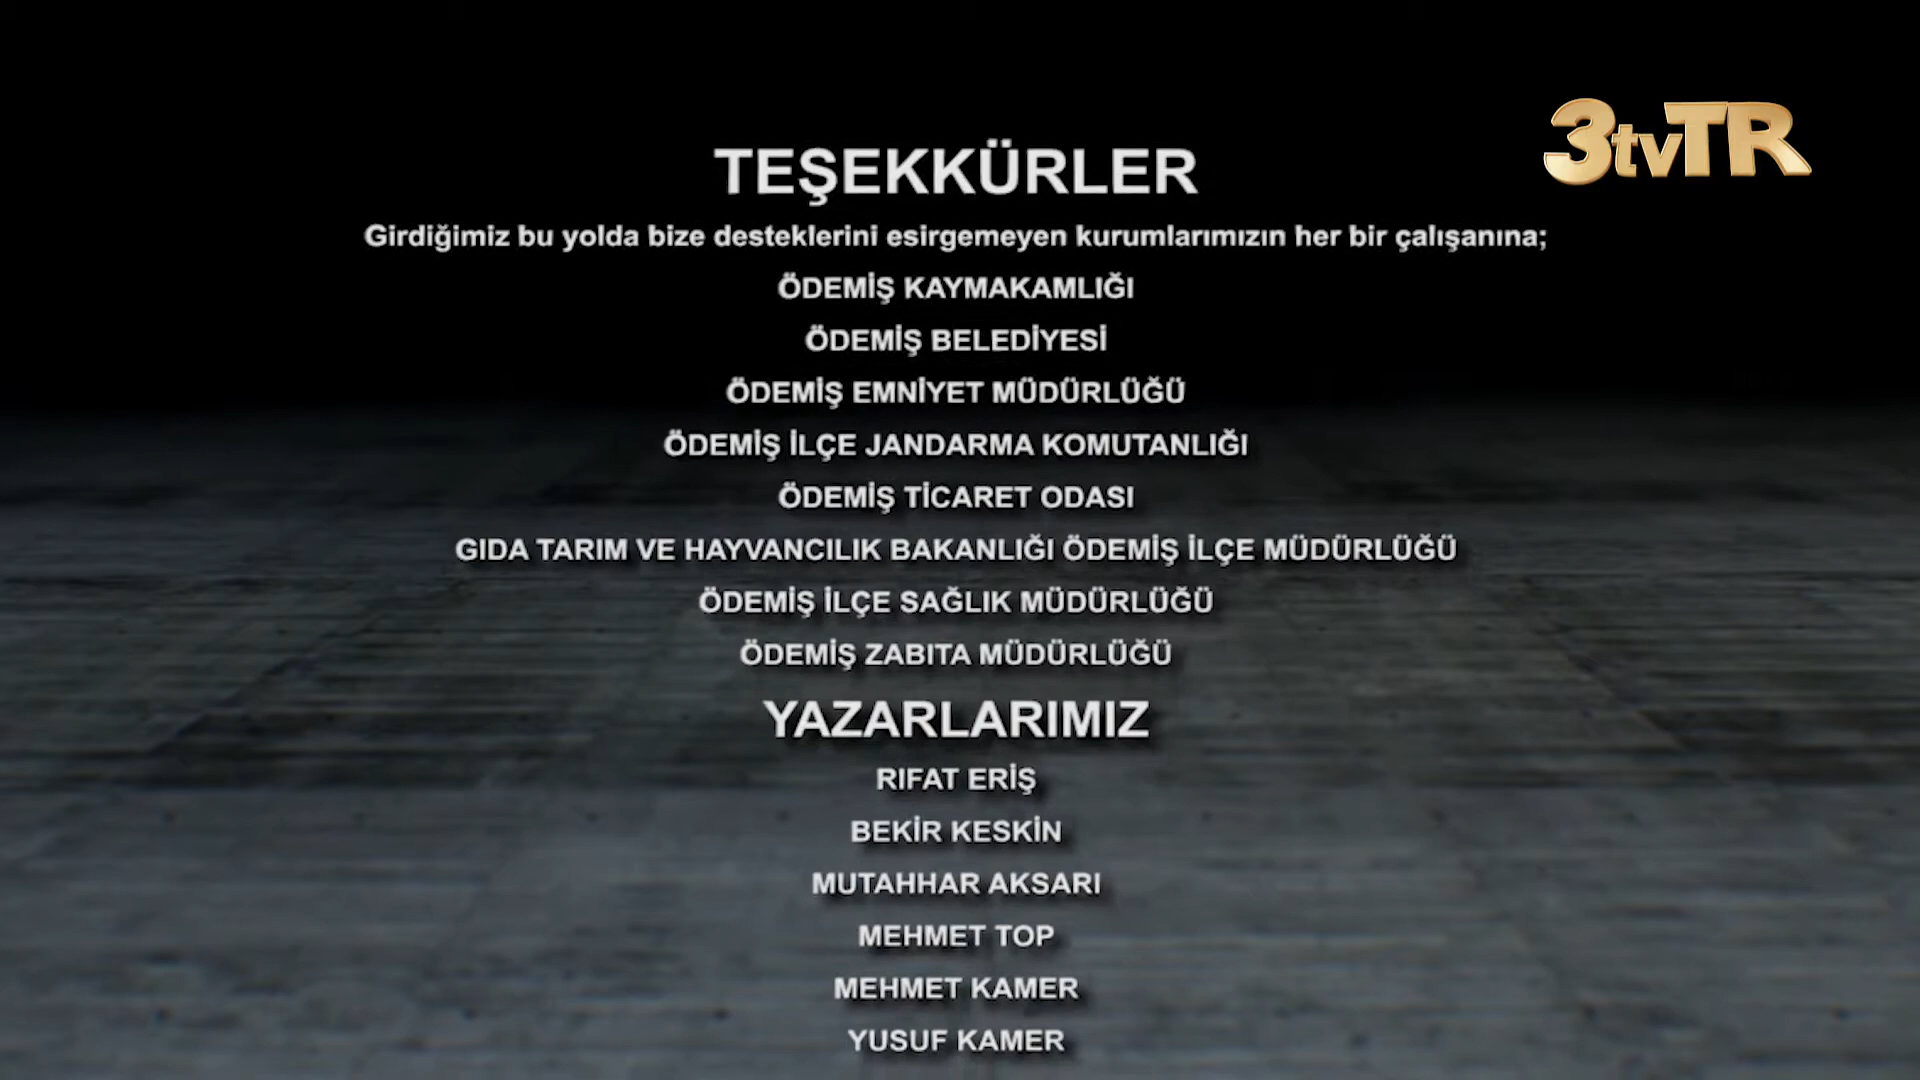 3tvTR
TEŞEKKÜRLER
Girdiğimiz bu yolda bize desteklerini esirgemeyen kurumlarımızın her bir çalışanına;
ÖDEMİŞ KAYMAKAMLIĞI
ÖDEMİŞ BELEDİYESİ
ÖDEMİŞ EMNİYET MÜDÜRLÜĞÜ
ÖDEMİŞ İLÇE JANDARMA KOMUTANLIĞI
ÖDEMİŞ TİCARET ODASI
GIDA TARIM VE HAYVANCILIK BAKANLIĞI ÖDEMİŞ İLÇE MÜDÜRLÜĞÜ
ÖDEMİŞ İLÇE SAĞLIK MÜDÜRLÜĞÜ
ÖDEMİŞ ZABITA MÜDÜRLÜĞÜ
YAZARLARIMIZ
RIFAT ERİŞ
BEKİR KESKİN
MUTAHHAR AKSARI
MEHMET TOP
MEHMET KAMER
YUSUF KAMER